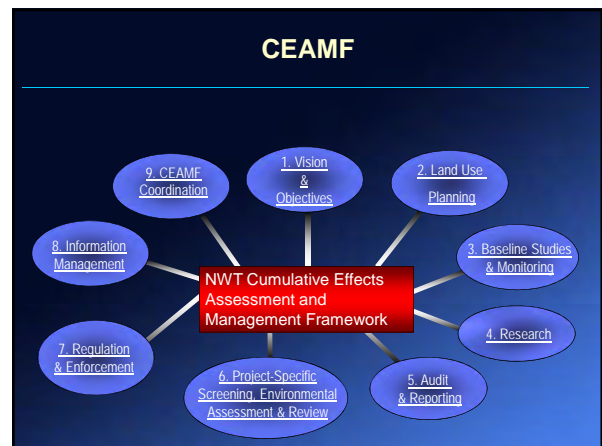 CEAMF
1. Vision
&
Objectives
2. Land Use
Planning
3. Baseline Studies
& Monitoring
4. Research
5. Audit
& Reporting
6. Project-Specific
Screening, Environmental
Assessment & Review
7. Regulation
& Enforcement
8. Information
Management
9. CEAMF
Coordination
NWT Cumulative Effects
Assessment and
Management Framework